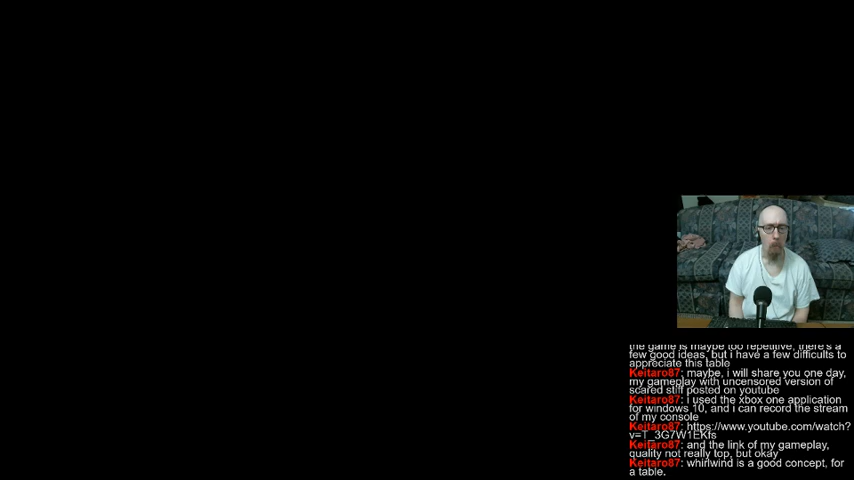 the game is maybe too repetitive, there's a
few good ideas, but i have a few difficults to
appreciate this table
Keitaro87: maybe, i will share you one day,
my gameplay with uncensored version of
scared stiff posted on youtube
Keitaro87: i used the xbox one application
for windows 10, and i can record the stream
of my console
Keitaro87: https://www.youtube.com/watch?
v=T_3G7W1EKfs
Keitaro87: and the link of my gameplay,
quality not really top, but okay
Keitaro87: whirlwind is a good concept, for
a table.